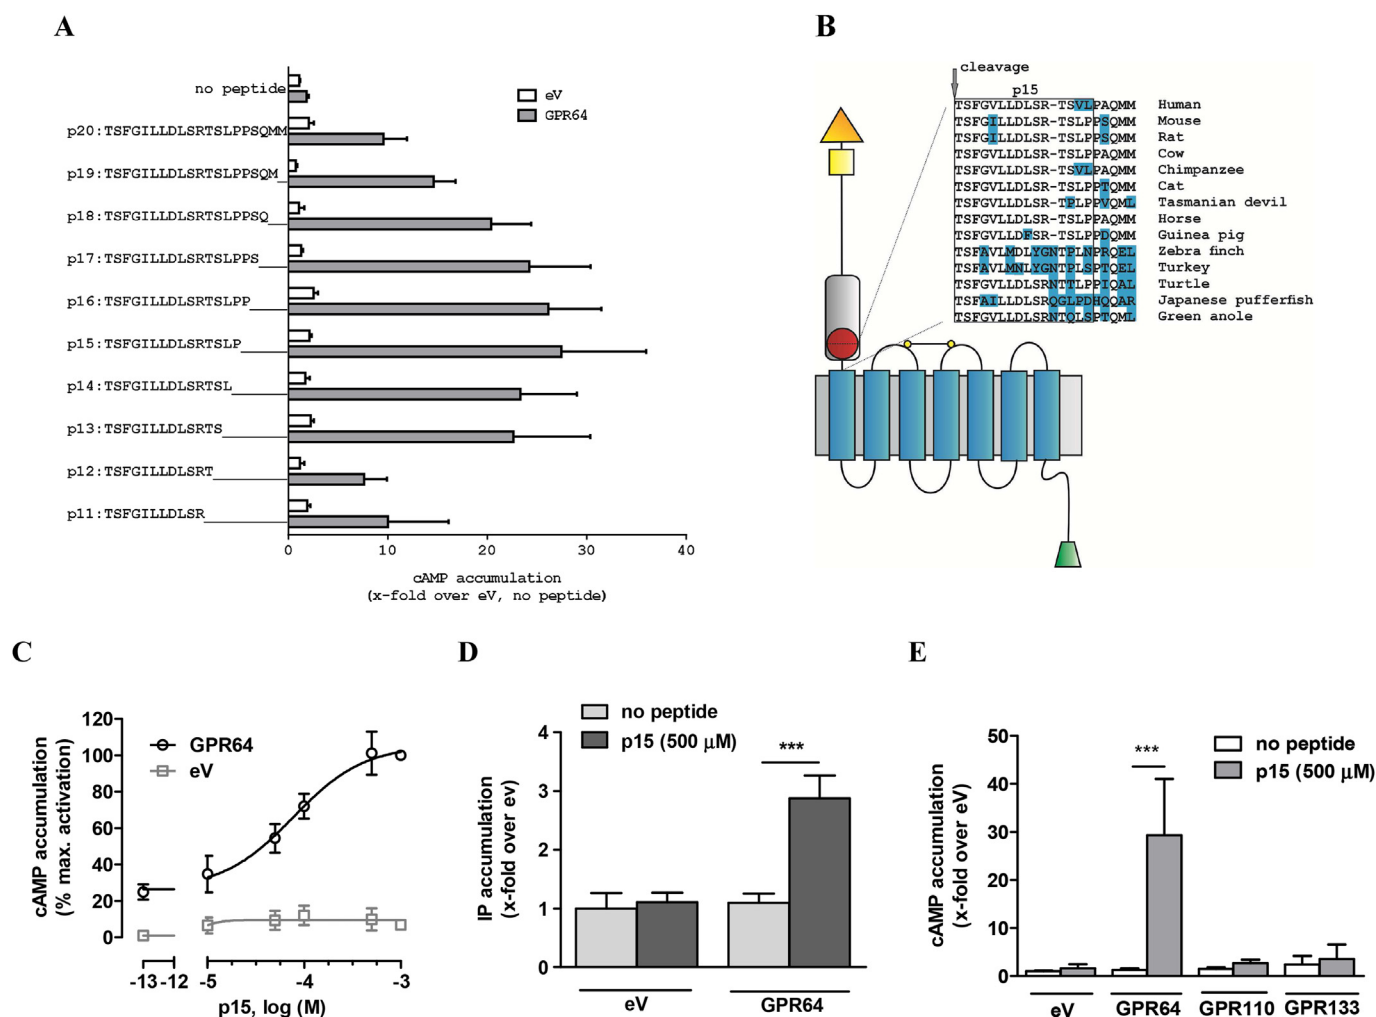 A
no peptide
eV
GPR64
p20:TSFGILLDLSRTSLPPSQMM
p19:TSFGILLDLSRTSLPPSQM
p18:TSFGILLDLSRTSLPPSQ
p17:TSFGILLDLSRTSLPPS
p16:TSFGILLDLSRTSLPP
p15:TSFGILLDLSRTSLP
p14:TSFGILLDLSRTSL
p13:TSFGILLDLSRTS
p12:TSFGILLDLSRT
p11:TSFGILLDLSR
0 10 20 30 40
cAMP accumulation
(x-fold over eV, no peptide)
B
cleavage
p15
TSFGVLLDLSR-TSVLPAQMM Human
TSFGILLDLSR-TSLPPSQMM Mouse
TSFGILLDLSR-TSLPPSQMM Rat
TSFGVLLDLSR-TSLPPAQMM Cow
TSFGVLLDLSR-TSVLPAQMM Chimpanzee
TSFGVLLDLSR-TSLPPTQMM Cat
TSFGVLLDLSR-TPLPPVQML Tasmanian devil
TSFGVLLDLSR-TSLPPAQMM Horse
TSFGVLLDFSR-TSLPPDQMM Guinea pig
TSFAVLMDLYGNTPLNPRQEL Zebra finch
TSFAVLMNLYGNTPLSPTQEL Turkey
TSFGVLLDLSRNTTLPPIQAL Turtle
TSFAILLDLSRQGLPDHQQAR Japanese pufferfish
TSFGVLLDLSRNTQLSPTQML Green anole
C
cAMP accumulation
(% max. activation)
120
100
80
60
40
20
0
GPR64
eV
-13 -12 -5 -4 -3
p15, log (M)
D
no peptide
p15 (500 µM)
IP accumulation
(x-fold over ev)
4
3
2
1
0
***
eV GPR64
E
cAMP accumulation
(x-fold over eV)
50
40
30
20
10
0
no peptide
p15 (500 µM)
***
eV GPR64 GPR110 GPR133